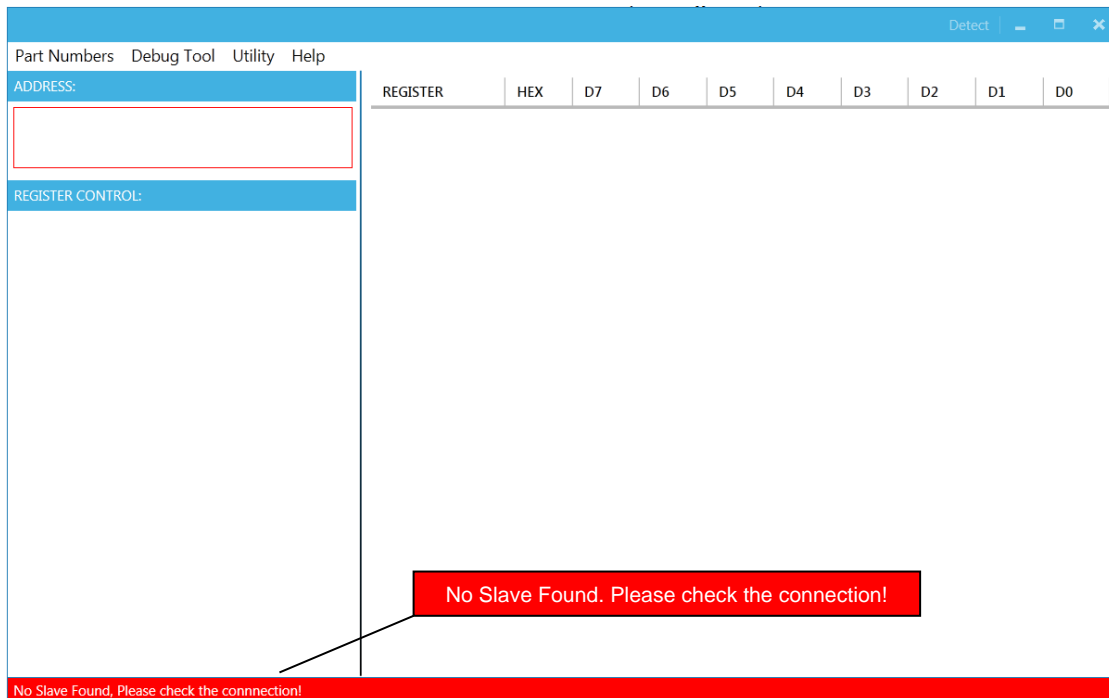 Detect
Part Numbers Debug Tool Utility Help
ADDRESS:
REGISTER HEX D7 D6 D5 D4 D3 D2 D1 D0
REGISTER CONTROL:
No Slave Found. Please check the connection!
No Slave Found, Please check the connnection!